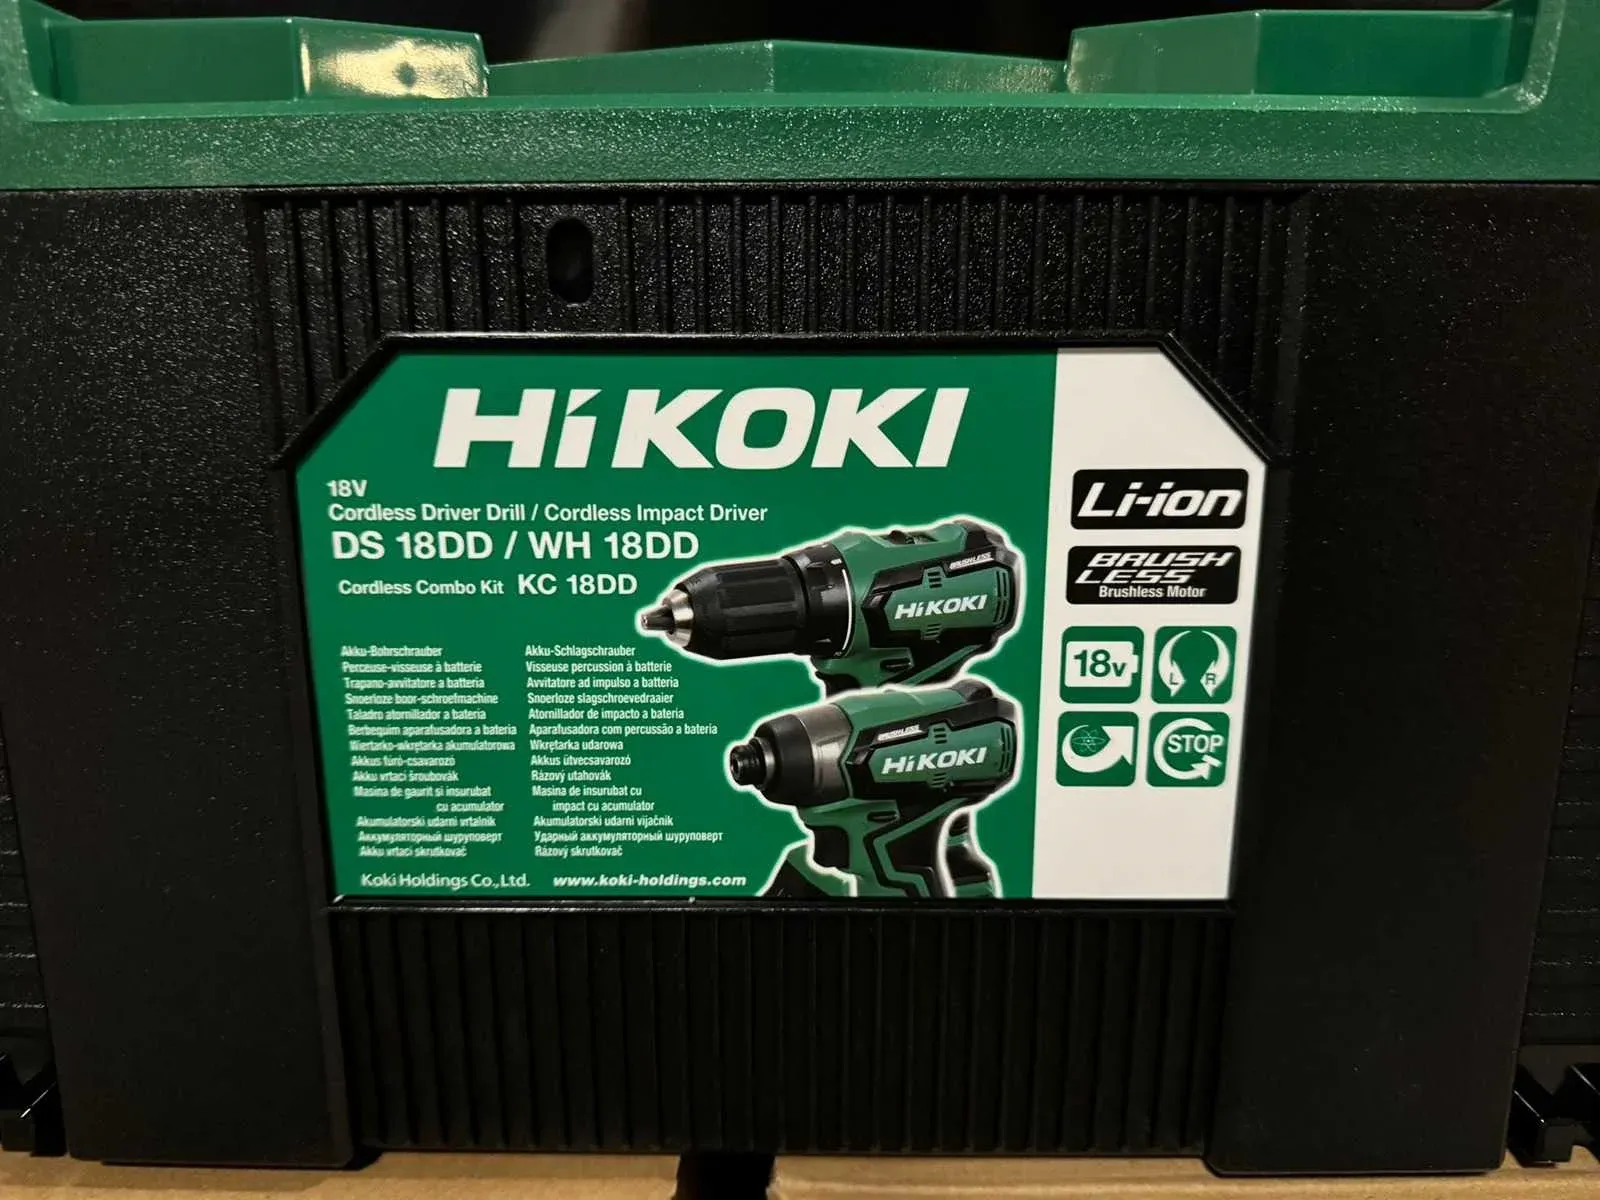 HiKOKI
18V
Cordless Driver Drill / Cordless Impact Driver
DS 18DD / WH 18DD
Cordless Combo Kit KC 18DD
Akku-Bohrschrauber
Perceuse-visseuse à batterie
Trapano-avvitatore a batteria
Snoerloze boor-schroefmachine
Taladro atornillador a batería
Berbequim aparafusadora a bateria
Wiertarko-wkrętarka akumulatorowa
Akkus fúró-csavarozó
Akku vrtací šroubovák
Masina de gaurit si insurubat
cu acumulator
Akumulatorski udarni vrtalnik
Аккумуляторный шуруповерт
Akku vrtací skrutkovač
Akku-Schlagschrauber
Visseuse percussion à batterie
Avvitatore ad impulso a batteria
Snoerloze slagschroevedraaier
Atornillador de impacto a batería
Aparafusadora com percussão a bateria
Wkrętarka udarowa
Akkus ütvecsavarozó
Rázový utahovák
Masina de insurubat cu
impact cu acumulator
Akumulatorski udarni vijačnik
Ударный аккумуляторный шуруповерт
Rázový skrutkovač
Koki Holdings Co., Ltd. www.koki-holdings.com
BRUSHLESS
HiKOKI
BRUSHLESS
HiKOKI
Li-ion
BRUSH
LESS
Brushless Motor
18v
L R
STOP